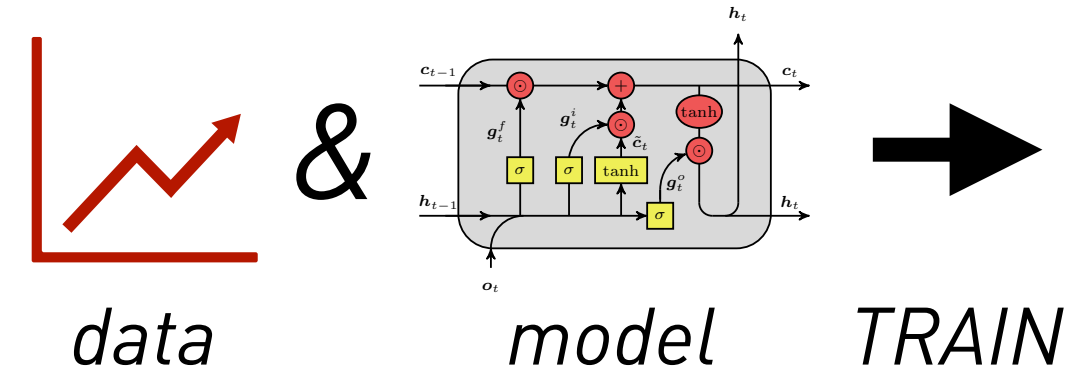 h_t
c_{t-1}
c_t
⊙
+
tanh
g_t^f
g_t^i
⊙
c̃_t
⊙
&
σ
σ
tanh
g_t^o
h_{t-1}
σ
h_t
o_t
data
model
TRAIN